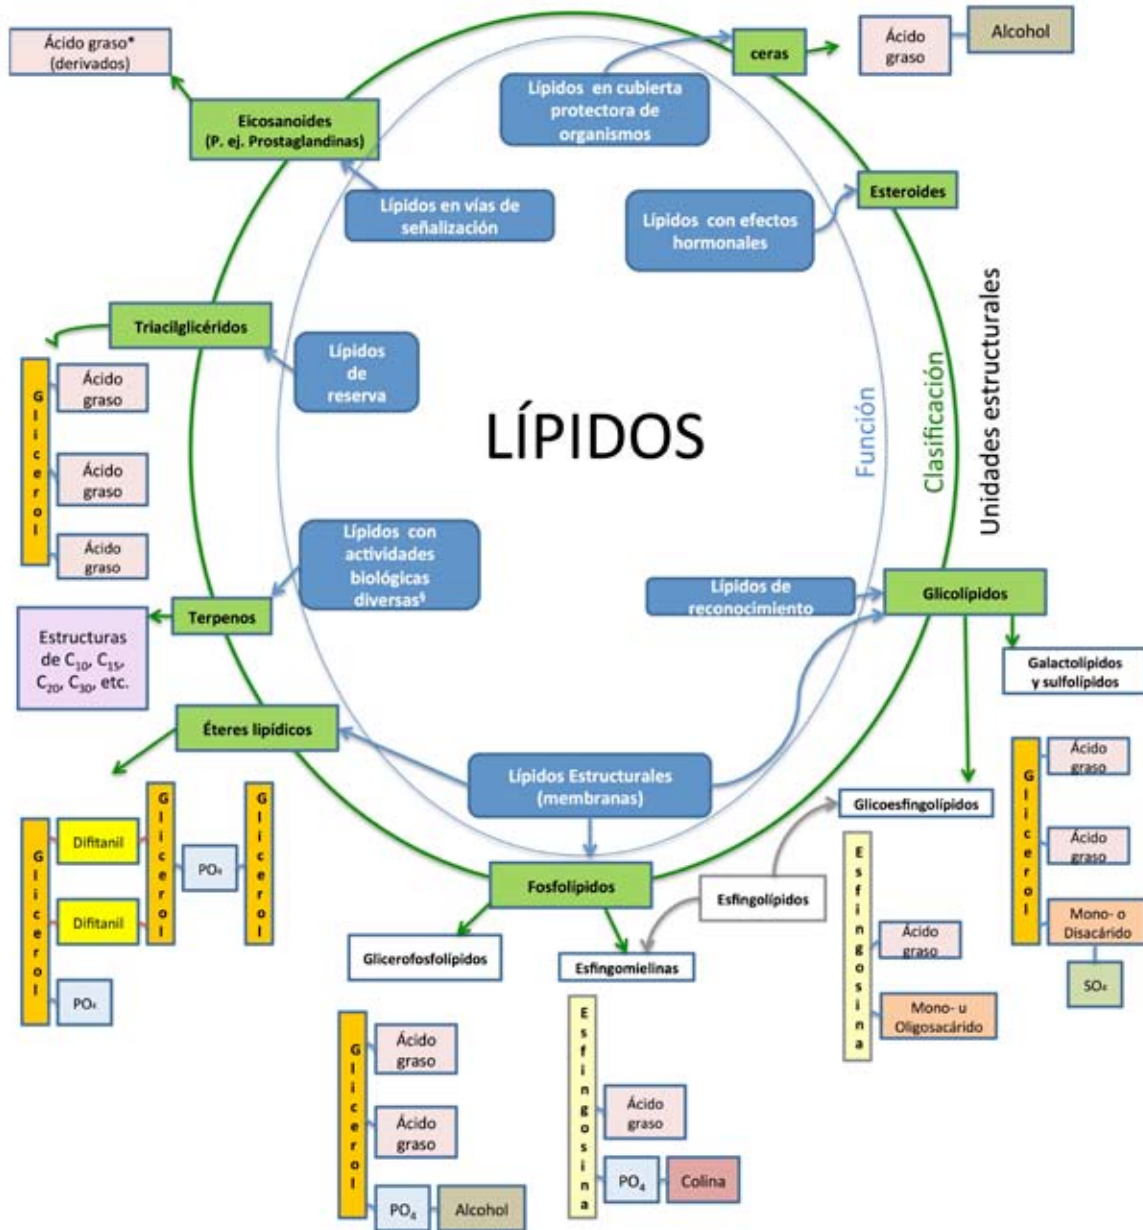 Ácido graso*
(derivados)
ceras
Ácido
graso
Alcohol
Lípidos en cubierta
protectora de
organismos
Eicosanoides
(P. ej. Prostaglandinas)
Esteroides
Lípidos en vías de
señalización
Lípidos con efectos
hormonales
Triacilglicéridos
Lípidos
de
reserva
Glicerol
Ácido
graso
Ácido
graso
Ácido
graso
LÍPIDOS
Función
Clasificación
Unidades estructurales
Lípidos con
actividades
biológicas
diversas§
Lípidos de
reconocimiento
Glicolípidos
Terpenos
Estructuras
de C₁₀, C₁₅,
C₂₀, C₃₀, etc.
Galactolípidos
y sulfolípidos
Éteres lipídicos
Lípidos Estructurales
(membranas)
Glicoesfingolípidos
Glicerol
Difitanil
Difitanil
PO₄
Glicerol
PO₄
Glicerol
Fosfolípidos
Esfingolípidos
Glicerofosfolípidos
Esfingomielinas
Esfingosina
Ácido
graso
Mono- u
Oligosacárido
Glicerol
Ácido
graso
Ácido
graso
Mono- o
Disacárido
SO₄
Glicerol
Ácido
graso
Ácido
graso
PO₄
Alcohol
Esfingosina
Ácido
graso
PO₄
Colina